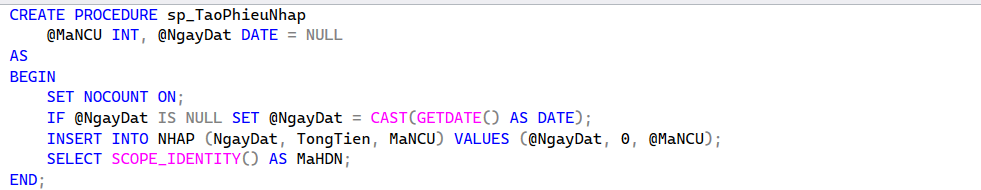 CREATE PROCEDURE sp_TaoPhieuNhap
    @MaNCU INT, @NgayDat DATE = NULL
AS
BEGIN
    SET NOCOUNT ON;
    IF @NgayDat IS NULL SET @NgayDat = CAST(GETDATE() AS DATE);
    INSERT INTO NHAP (NgayDat, TongTien, MaNCU) VALUES (@NgayDat, 0, @MaNCU);
    SELECT SCOPE_IDENTITY() AS MaHDN;
END;